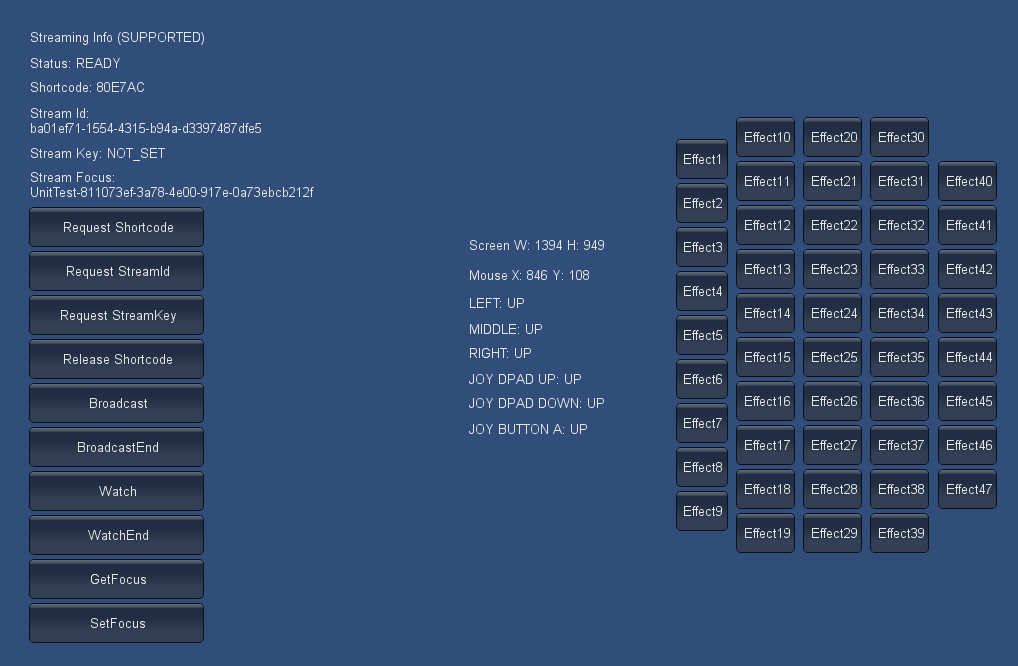 Streaming Info (SUPPORTED)
Status: READY
Shortcode: 80E7AC
Stream Id:
ba01ef71-1554-4315-b94a-d3397487dfe5
Stream Key: NOT_SET
Stream Focus:
UnitTest-811073ef-3a78-4e00-917e-0a73ebcb212f
Request Shortcode
Request StreamId
Request StreamKey
Release Shortcode
Broadcast
BroadcastEnd
Watch
WatchEnd
GetFocus
SetFocus
Screen W: 1394 H: 949
Mouse X: 846 Y: 108
LEFT: UP
MIDDLE: UP
RIGHT: UP
JOY DPAD UP: UP
JOY DPAD DOWN: UP
JOY BUTTON A: UP
Effect1
Effect2
Effect3
Effect4
Effect5
Effect6
Effect7
Effect8
Effect9
Effect10
Effect11
Effect12
Effect13
Effect14
Effect15
Effect16
Effect17
Effect18
Effect19
Effect20
Effect21
Effect22
Effect23
Effect24
Effect25
Effect26
Effect27
Effect28
Effect29
Effect30
Effect31
Effect32
Effect33
Effect34
Effect35
Effect36
Effect37
Effect38
Effect39
Effect40
Effect41
Effect42
Effect43
Effect44
Effect45
Effect46
Effect47